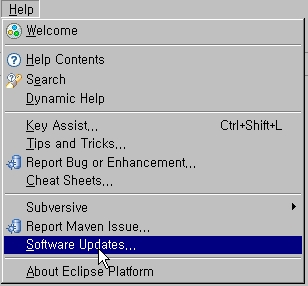 Help
Welcome
Help Contents
Search
Dynamic Help
Key Assist... Ctrl+Shift+L
Tips and Tricks...
Report Bug or Enhancement...
Cheat Sheets...
Subversive
Report Maven Issue...
Software Updates...
About Eclipse Platform